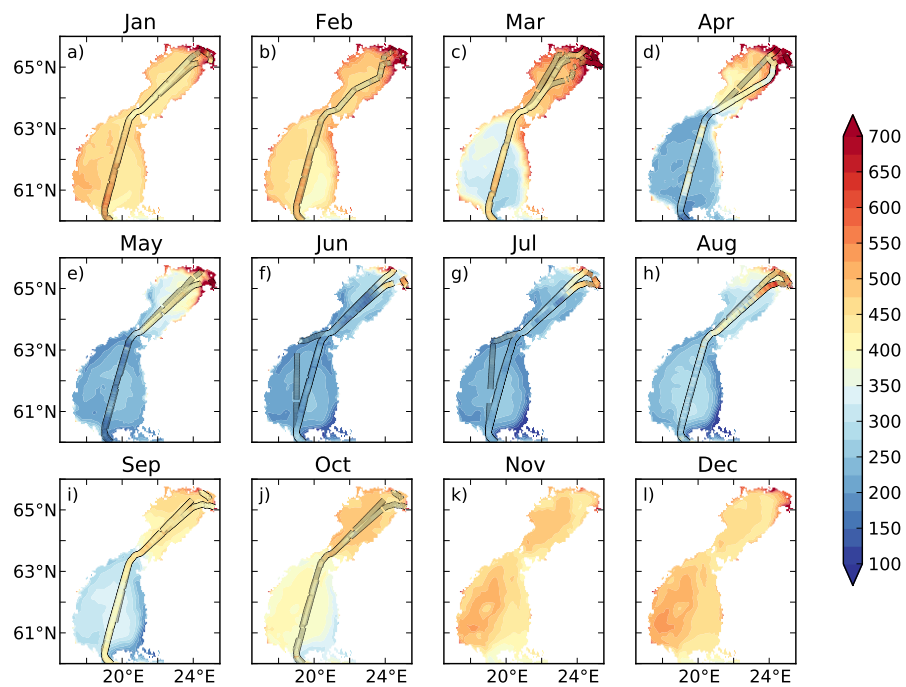 Jan Feb Mar Apr
a) b) c) d)
65°N
63°N
61°N
May Jun Jul Aug
e) f) g) h)
65°N
63°N
61°N
Sep Oct Nov Dec
i) j) k) l)
65°N
63°N
61°N
20°E 24°E 20°E 24°E 20°E 24°E 20°E 24°E
700
650
600
550
500
450
400
350
300
250
200
150
100